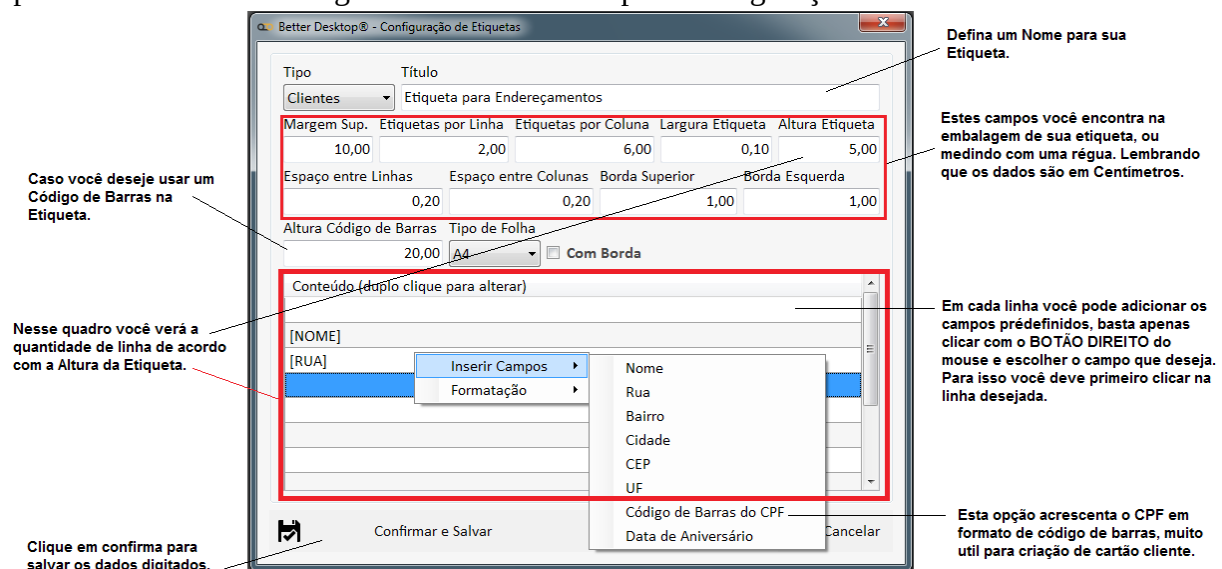 Better Desktop® - Configuração de Etiquetas
x
Defina um Nome para sua
Etiqueta.
Tipo Título
Clientes Etiqueta para Endereçamentos
Margem Sup. Etiquetas por Linha Etiquetas por Coluna Largura Etiqueta Altura Etiqueta
10,00 2,00 6,00 0,10 5,00
Estes campos você encontra na
embalagem de sua etiqueta, ou
medindo com uma régua. Lembrando
que os dados são em Centímetros.
Caso você deseje usar um
Código de Barras na
Etiqueta.
Espaço entre Linhas Espaço entre Colunas Borda Superior Borda Esquerda
0,20 0,20 1,00 1,00
Altura Código de Barras Tipo de Folha
20,00 A4 Com Borda
Conteúdo (duplo clique para alterar)
Nesse quadro você verá a
quantidade de linha de acordo
com a Altura da Etiqueta.
[NOME]
[RUA]
Inserir Campos
Formatação
Nome
Rua
Bairro
Cidade
CEP
UF
Código de Barras do CPF
Data de Aniversário
Em cada linha você pode adicionar os
campos prédefinidos, basta apenas
clicar com o BOTÃO DIREITO do
mouse e escolher o campo que deseja.
Para isso você deve primeiro clicar na
linha desejada.
Esta opção acrescenta o CPF em
formato de código de barras, muito
util para criação de cartão cliente.
Confirmar e Salvar Cancelar
Clique em confirma para
salvar os dados digitados.